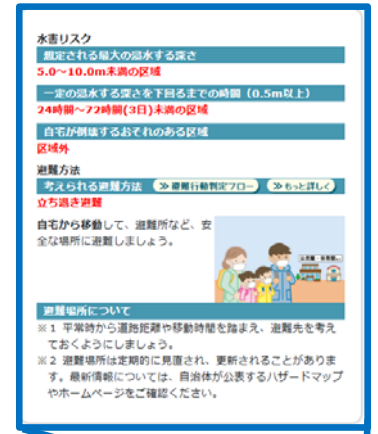 水害リスク
想定される最大の浸水する深さ
5.0～10.0m未満の区域
一定の浸水する深さを下回るまでの時間（0.5m以上）
24時間～72時間(3日)未満の区域
自宅が倒壊するおそれのある区域
区域外
避難方法
考えられる避難方法 ≫避難行動判定フロー ≫もっと詳しく
立ち退き避難
自宅から移動して、避難所など、安
全な場所に避難しましょう。
避難場所について
※１ 平常時から道路距離や移動時間を踏まえ、避難先を考え
ておくようにしましょう。
※２ 避難場所は定期的に見直され、更新されることがありま
す。最新情報については、自治体が公表するハザードマップ
やホームページをご確認ください。